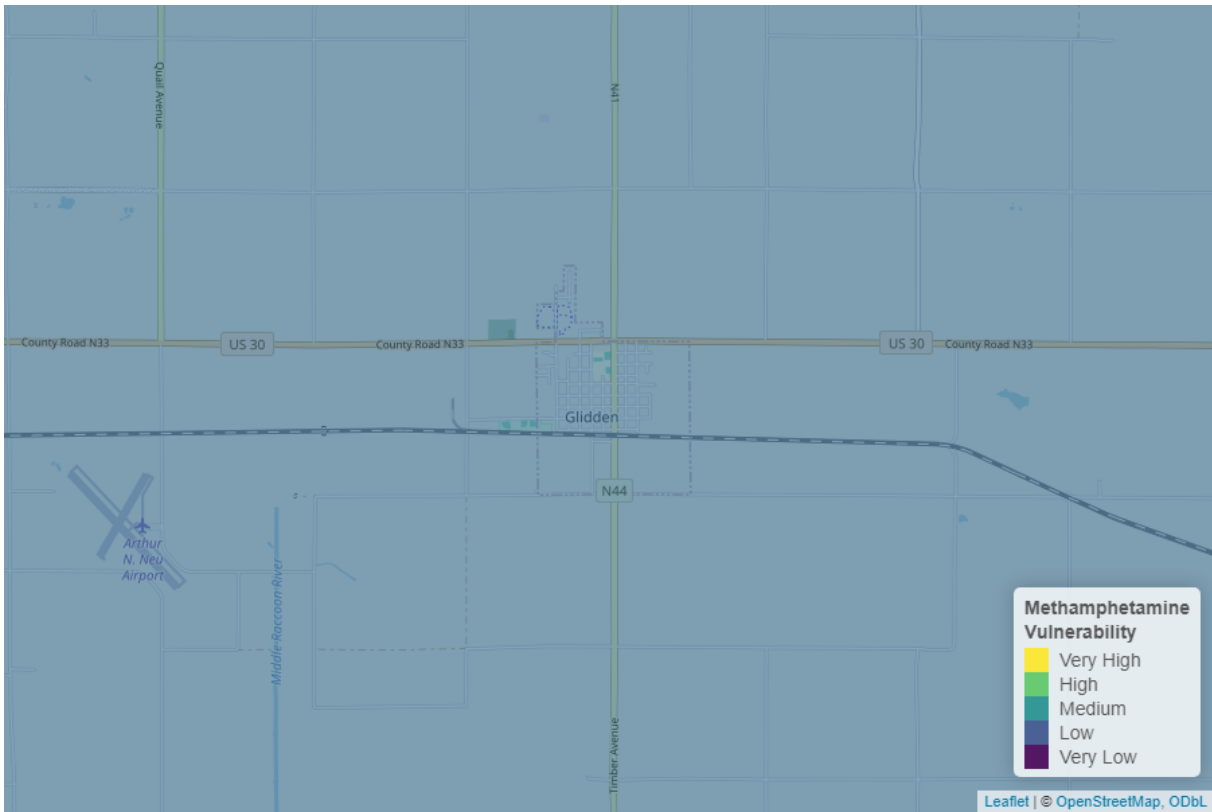 Quail Avenue
N41
County Road N33
US 30
County Road N33
US 30
County Road N33
Glidden
N44
Arthur
N. Neu
Airport
Middle Raccoon River
Timber Avenue
Methamphetamine
Vulnerability
Very High
High
Medium
Low
Very Low
Leaflet | © OpenStreetMap, ODbL